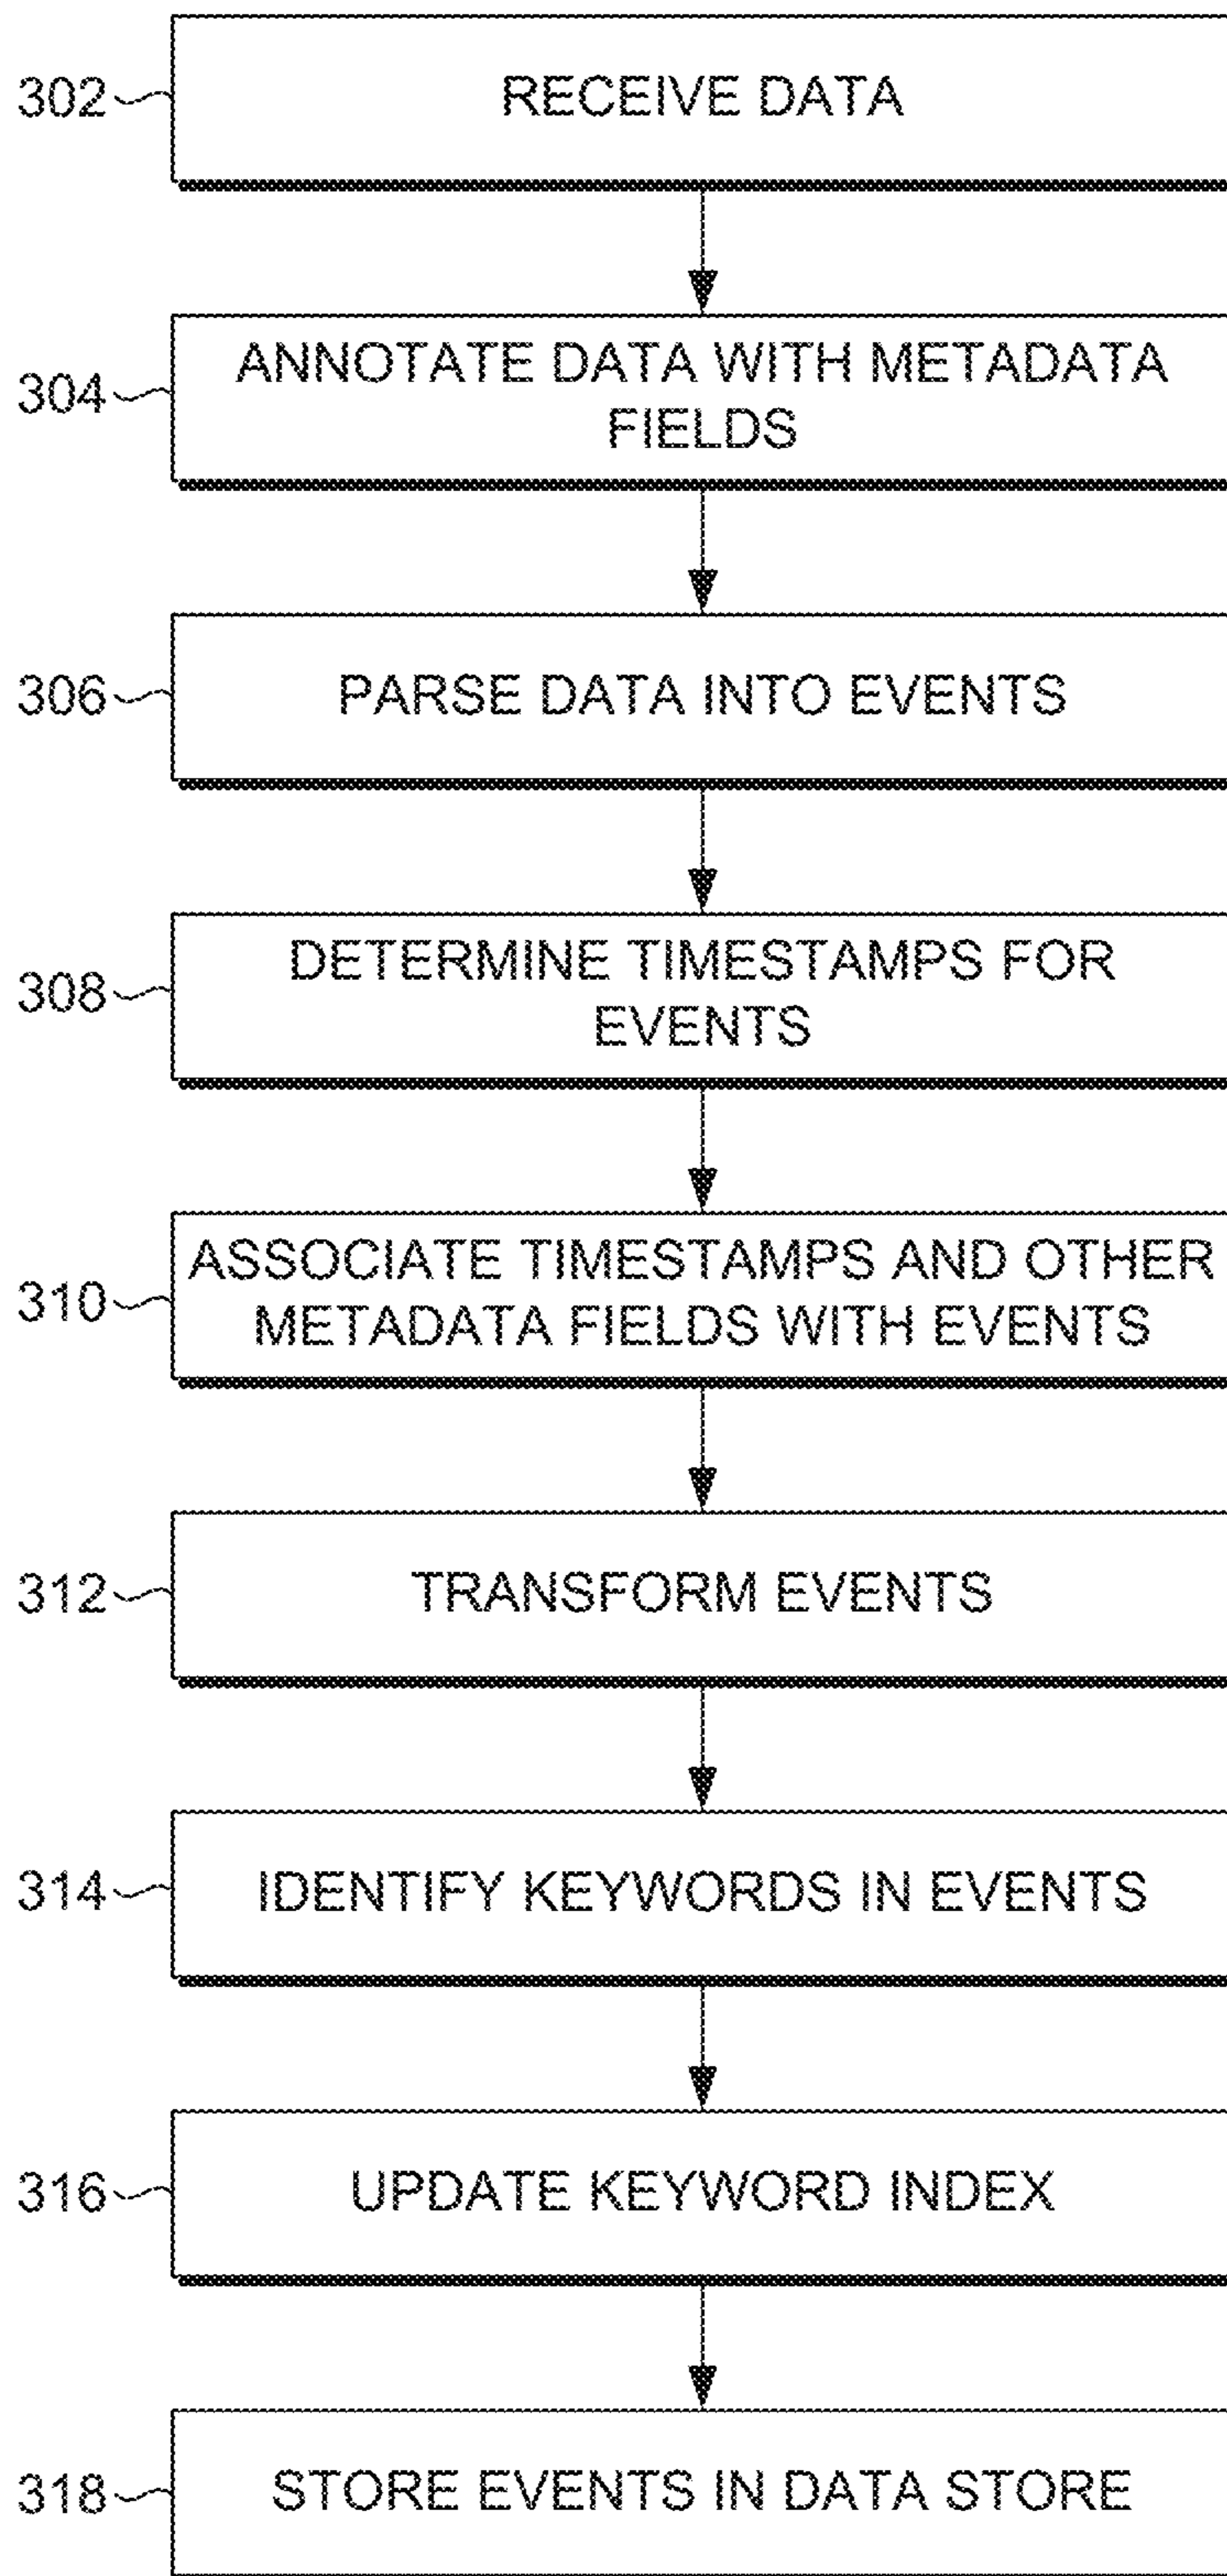 302
RECEIVE DATA
304
ANNOTATE DATA WITH METADATA
FIELDS
306
PARSE DATA INTO EVENTS
308
DETERMINE TIMESTAMPS FOR
EVENTS
310
ASSOCIATE TIMESTAMPS AND OTHER
METADATA FIELDS WITH EVENTS
312
TRANSFORM EVENTS
314
IDENTIFY KEYWORDS IN EVENTS
316
UPDATE KEYWORD INDEX
318
STORE EVENTS IN DATA STORE